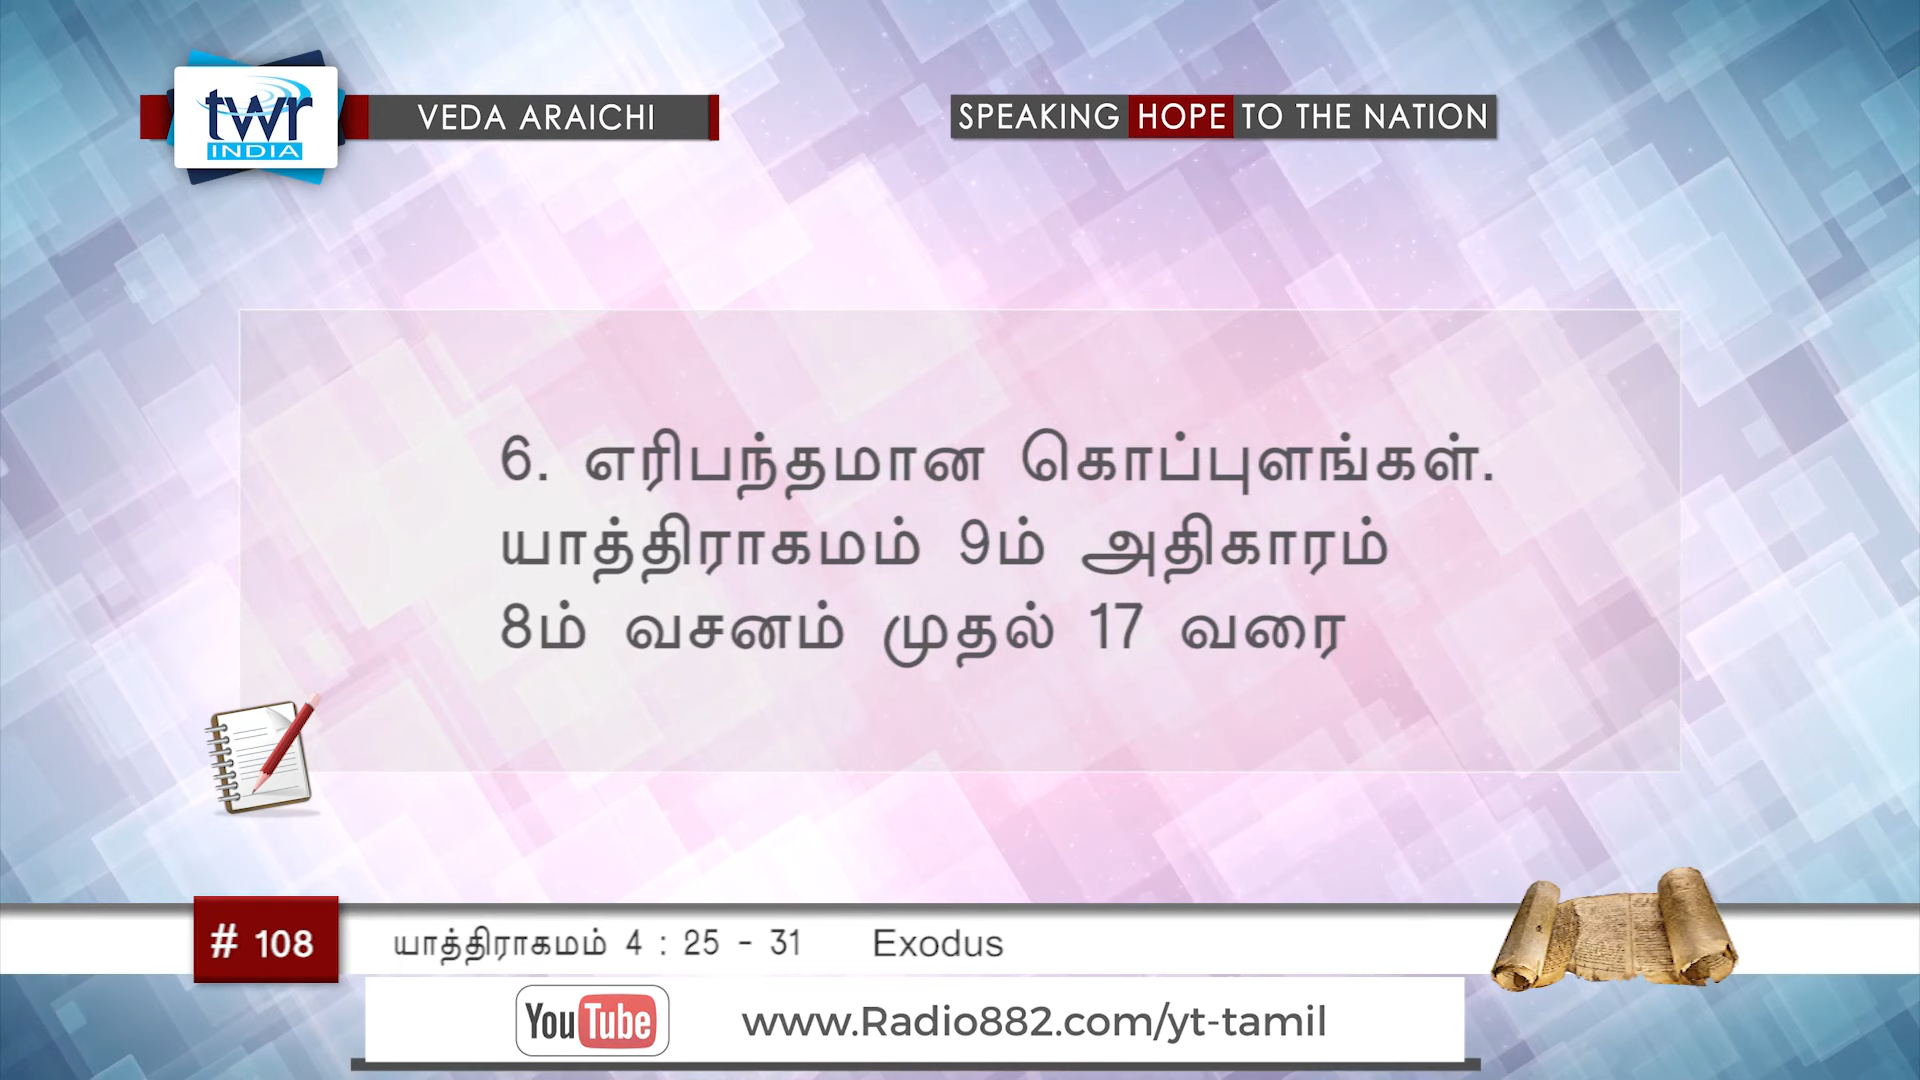 twr
INDIA
VEDA ARAICHI
SPEAKING HOPE TO THE NATION
6. எரிபந்தமான கொப்புளங்கள்.
யாத்திராகமம் 9ம் அதிகாரம்
8ம் வசனம் முதல் 17 வரை
# 108
யாத்திராகமம் 4 : 25 - 31 Exodus
YouTube
www.Radio882.com/yt-tamil